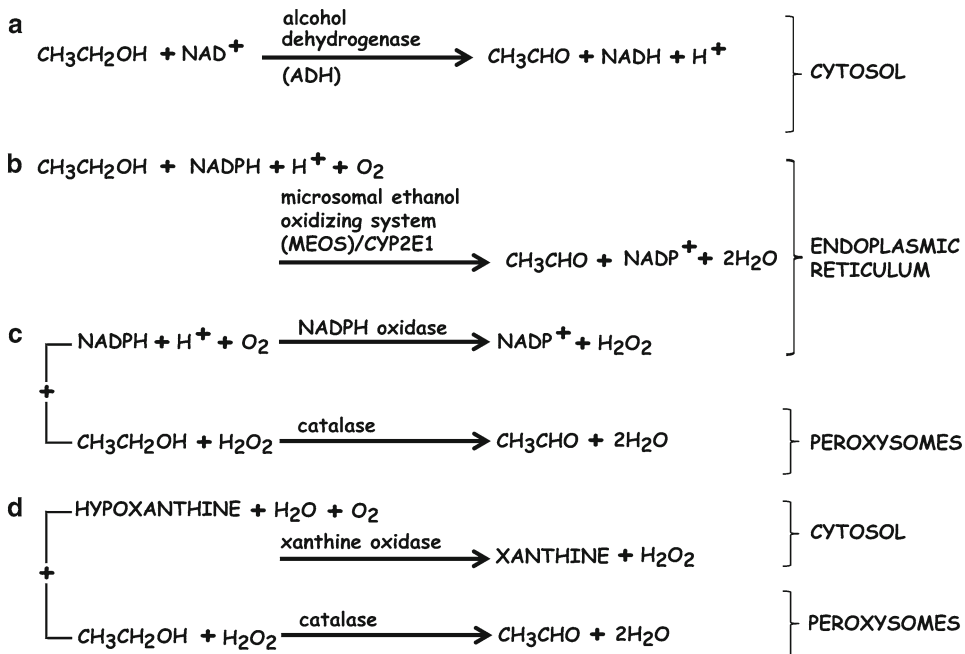 a
alcohol
dehydrogenase
CH3CH2OH + NAD+ (ADH) CH3CHO + NADH + H+ CYTOSOL
b
CH3CH2OH + NADPH + H+ + O2
microsomal ethanol
oxidizing system
(MEOS)/CYP2E1
CH3CHO + NADP+ + 2H2O
ENDOPLASMIC
RETICULUM
c
NADPH + H+ + O2 NADPH oxidase NADP+ + H2O2
+
CH3CH2OH + H2O2 catalase CH3CHO + 2H2O PEROXYSOMES
d
HYPOXANTHINE + H2O + O2
xanthine oxidase XANTHINE + H2O2 CYTOSOL
+
CH3CH2OH + H2O2 catalase CH3CHO + 2H2O PEROXYSOMES